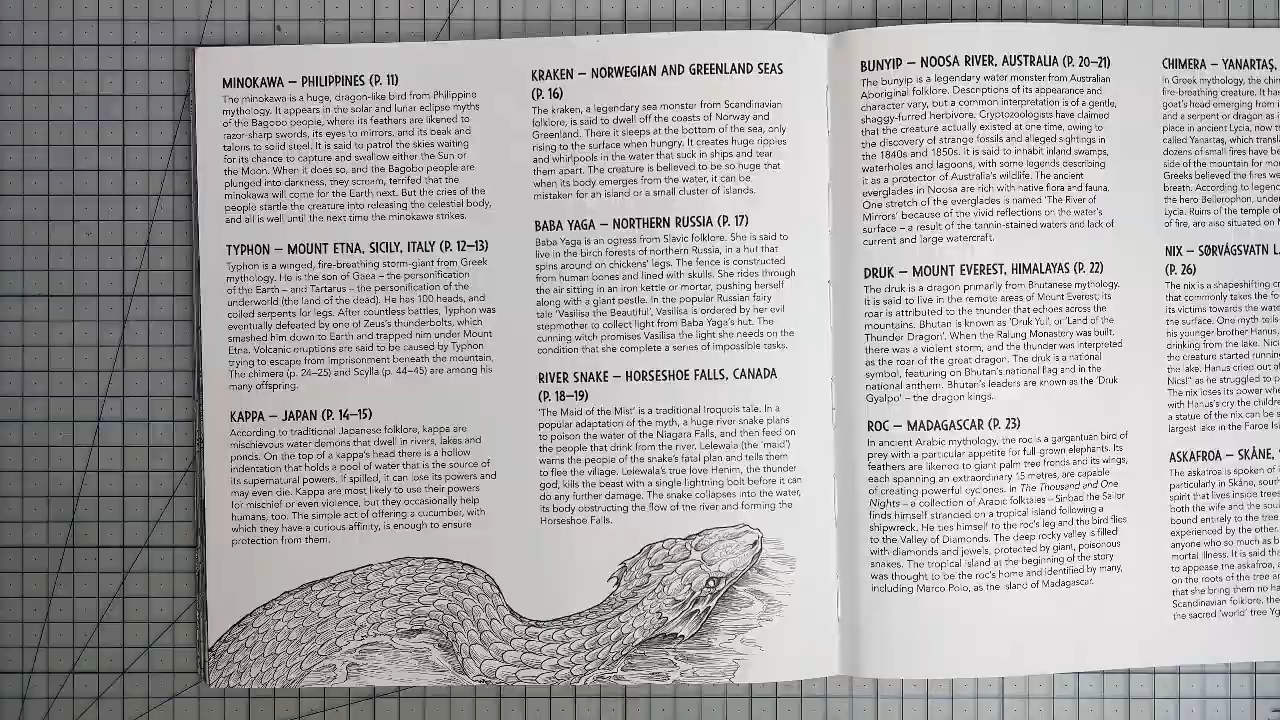 MINOKAWA – PHILIPPINES (P. 11)
The minokawa is a huge, dragon-like bird from Philippine
mythology. It appears in the solar and lunar eclipse myths
of the Bagobo people, where its feathers are likened to
razor-sharp swords, its eyes to mirrors, and its beak and
talons to solid steel. It is said to patrol the skies waiting
for its chance to capture and swallow either the Sun or
the Moon. When it does so, and the Bagobo people are
plunged into darkness, they scream, terrified that the
minokawa will come for the Earth next. But the cries of the
people startle the creature into releasing the celestial body,
and all is well until the next time the minokawa strikes.
TYPHON – MOUNT ETNA, SICILY, ITALY (P. 12–13)
Typhon is a winged, fire-breathing storm-giant from Greek
mythology. He is the son of Gaea – the personification
of the Earth – and Tartarus – the personification of the
underworld (the land of the dead). He has 100 heads, and
coiled serpents for legs. After countless battles, Typhon was
eventually defeated by one of Zeus's thunderbolts, which
smashed him down to Earth and trapped him under Mount
Etna. Volcanic eruptions are said to be caused by Typhon
trying to escape from imprisonment beneath the mountain.
The chimera (p. 24–25) and Scylla (p. 44–45) are among his
many offspring.
KAPPA – JAPAN (P. 14–15)
According to traditional Japanese folklore, kappa are
mischievous water demons that dwell in rivers, lakes and
ponds. On the top of a kappa's head there is a hollow
indentation that holds a pool of water that is the source of
its supernatural powers. If spilled, it can lose its powers and
may even die. Kappa are most likely to use their powers
for mischief or even violence, but they occasionally help
humans, too. The simple act of offering a cucumber, with
which they have a curious affinity, is enough to ensure
protection from them.
KRAKEN – NORWEGIAN AND GREENLAND SEAS
(P. 16)
The kraken, a legendary sea monster from Scandinavian
folklore, is said to dwell off the coasts of Norway and
Greenland. There it sleeps at the bottom of the sea, only
rising to the surface when hungry. It creates huge ripples
and whirlpools in the water that suck in ships and tear
them apart. The creature is believed to be so huge that
when its body emerges from the water, it can be
mistaken for an island or a small cluster of islands.
BABA YAGA – NORTHERN RUSSIA (P. 17)
Baba Yaga is an ogress from Slavic folklore. She is said to
live in the birch forests of northern Russia, in a hut that
spins around on chickens' legs. The fence is constructed
from human bones and lined with skulls. She rides through
the air sitting in an iron kettle or mortar, pushing herself
along with a giant pestle. In the popular Russian fairy
tale 'Vasilisa the Beautiful', Vasilisa is ordered by her evil
stepmother to collect light from Baba Yaga's hut. The
cunning witch promises Vasilisa the light she needs on the
condition that she complete a series of impossible tasks.
RIVER SNAKE – HORSESHOE FALLS, CANADA
(P. 18–19)
'The Maid of the Mist' is a traditional Iroquois tale. In a
popular adaptation of the myth, a huge river snake plans
to poison the water of the Niagara Falls, and then feed on
the people that drink from the river. Lelewala (the 'maid')
warns the people of the snake's fatal plan and tells them
to flee the village. Lelewala's true love Henim, the thunder
god, kills the beast with a single lightning bolt before it can
do any further damage. The snake collapses into the water,
its body obstructing the flow of the river and forming the
Horseshoe Falls.
BUNYIP – NOOSA RIVER, AUSTRALIA (P. 20–21)
The bunyip is a legendary water monster from Australian
Aboriginal folklore. Descriptions of its appearance and
character vary, but a common interpretation is of a gentle,
shaggy-furred herbivore. Cryptozoologists have claimed
that the creature actually existed at one time, owing to
the discovery of strange fossils and alleged sightings in
the 1840s and 1850s. It is said to inhabit inland swamps,
waterholes and lagoons, with some legends describing
it as a protector of Australia's wildlife. The ancient
everglades in Noosa are rich with native flora and fauna.
One stretch of the everglades is named 'The River of
Mirrors' because of the vivid reflections on the water's
surface – a result of the tannin-stained waters and lack of
current and large watercraft.
DRUK – MOUNT EVEREST, HIMALAYAS (P. 22)
The druk is a dragon primarily from Bhutanese mythology.
It is said to live in the remote areas of Mount Everest; its
roar is attributed to the thunder that echoes across the
mountains. Bhutan is known as 'Druk Yul', or 'Land of the
Thunder Dragon'. When the Ralung Monastery was built,
there was a violent storm, and the thunder was interpreted
as the roar of the great dragon. The druk is a national
symbol, featuring on Bhutan's national flag and in the
national anthem. Bhutan's leaders are known as the 'Druk
Gyalpo' – the dragon kings.
ROC – MADAGASCAR (P. 23)
In ancient Arabic mythology, the roc is a gargantuan bird of
prey with a particular appetite for full-grown elephants. Its
feathers are likened to giant palm tree fronds and its wings,
each spanning an extraordinary 15 metres, are capable
of creating powerful cyclones. In The Thousand and One
Nights – a collection of Arabic folktales – Sinbad the Sailor
finds himself stranded on a tropical island following a
shipwreck. He ties himself to the roc's leg and the bird flies
to the Valley of Diamonds. The deep rocky valley is filled
with diamonds and jewels, protected by giant, poisonous
snakes. The tropical island at the beginning of the story
was thought to be the roc's home and identified by many,
including Marco Polo, as the island of Madagascar.
CHIMERA – YANARTAŞ,
In Greek mythology, the chim
fire-breathing creature. It has
goat's head emerging from
and a serpent or dragon as i
place in ancient Lycia, now t
called Yanartaş, which transl
dozens of small fires have be
side of the mountain for mo
Greeks believed the fires we
breath. According to legend
the hero Bellerophon, unde
Lycia. Ruins of the temple o
of fire, are also situated on
NIX – SØRVÁGSVATN L
(P. 26)
The nix is a shapeshifting cr
that commonly takes the fo
its victims towards the wate
the surface. One myth tells
his younger brother Hanus
drinking from the lake. Nico
the creature started running
the lake. Hanus cried out a
Nics!' as he struggled to p
The nix loses its power whe
with Hanus's cry the childre
a statue of the nix can be s
largest lake in the Faroe Isl
ASKAFROA – SKÅNE,
The askafroa is spoken of
particularly in Skåne, sout
spirit that lives inside trees
both the wife and the sou
bound entirely to the tree
experienced by the other.
anyone who so much as b
mortal illness. It is said th
to appease the askafroa, a
on the roots of the tree a
that she bring them no ha
Scandinavian folklore, the
the sacred 'world' tree Yg